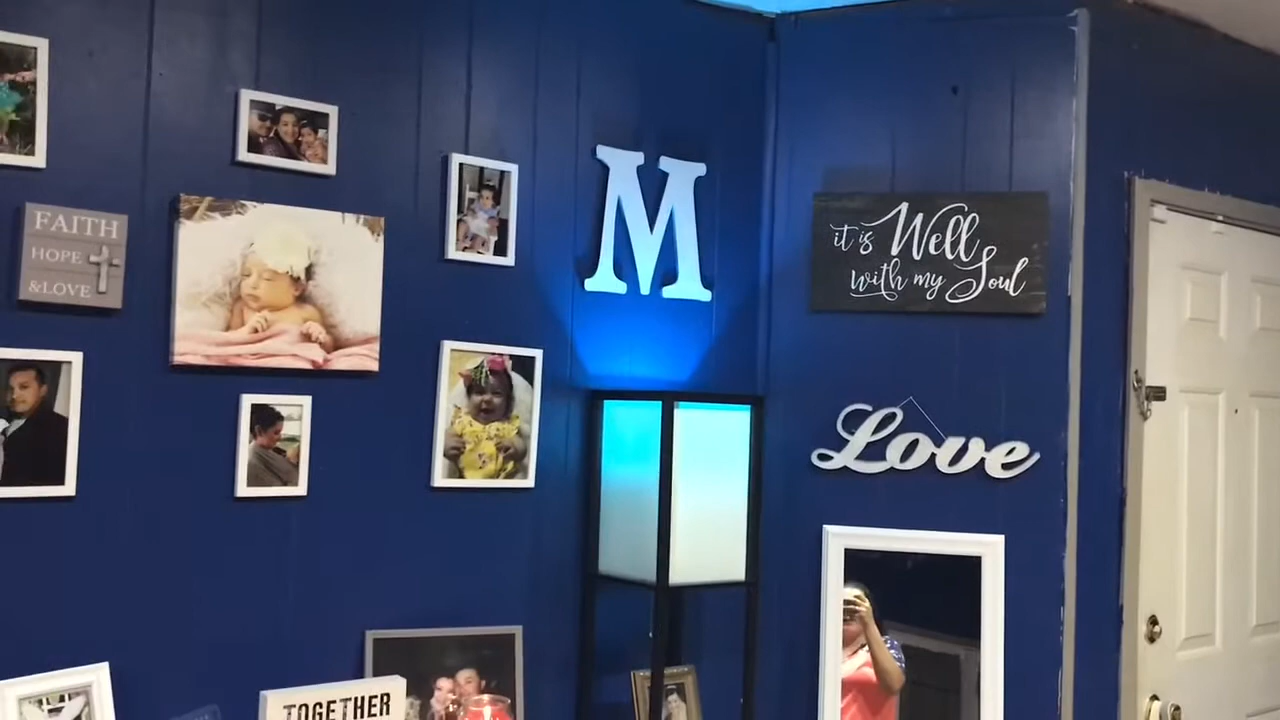 FAITH
HOPE
&LOVE
M
it is Well
with my Soul
Love
TOGETHER